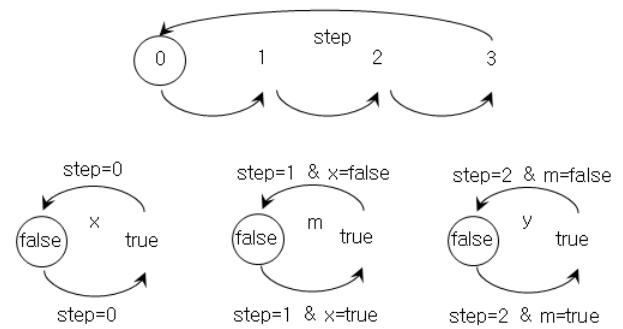 step
0 1 2 3
step=0
x
false true
step=0
step=1 & x=false
m
false true
step=1 & x=true
step=2 & m=false
y
false true
step=2 & m=true